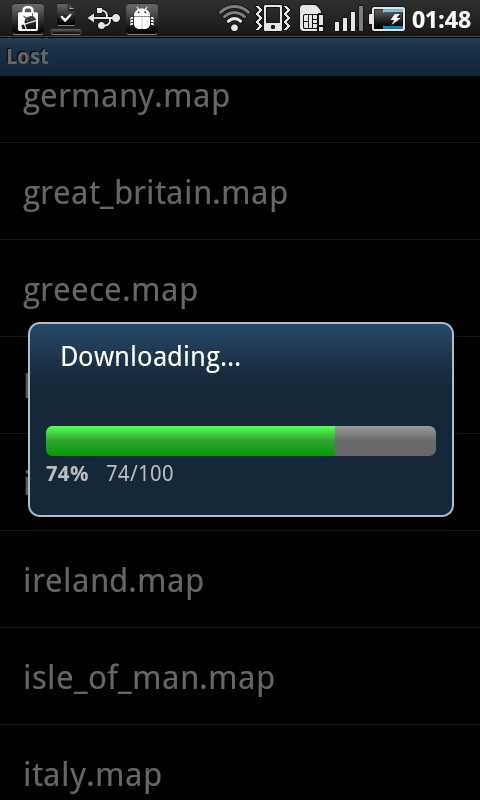 01:48
Lost
germany.map
great_britain.map
greece.map
Downloading...
74% 74/100
ireland.map
isle_of_man.map
italy.map